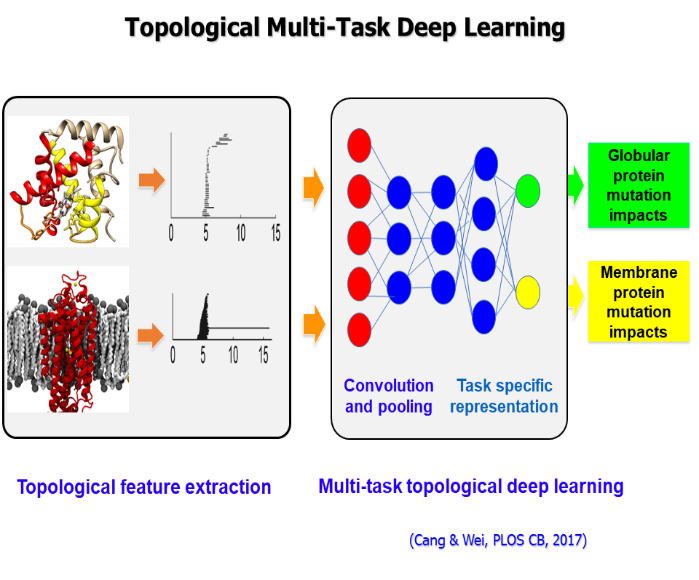 Topological Multi-Task Deep Learning
0 5 10 15
0 5 10 15
Convolution
and pooling
Task specific
representation
Globular
protein
mutation
impacts
Membrane
protein
mutation
impacts
Topological feature extraction
Multi-task topological deep learning
(Cang & Wei, PLOS CB, 2017)